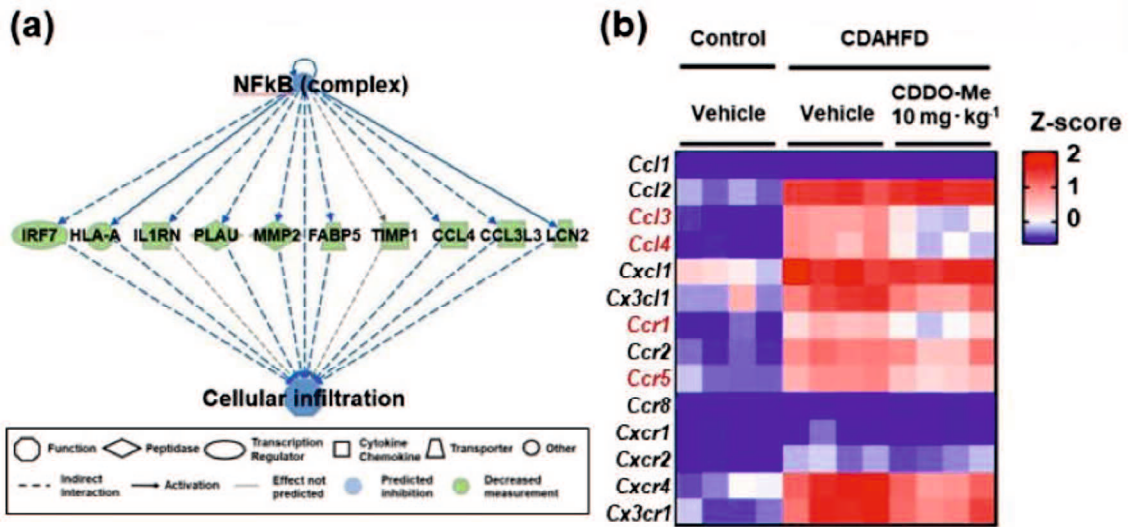 (a)
NFkB (complex)
IRF7 HLA-A IL1RN PLAU MMP2 FABP5 TIMP1 CCL4 CCL3L3 LCN2
Cellular infiltration
Function Peptidase Transcription Regulator Cytokine Chemokine Transporter Other
Indirect Interaction Activation Effect not predicted Predicted inhibition Decreased measurement
(b)
Control CDAHFD
Vehicle Vehicle CDDO-Me
10 mg·kg-1
Z-score
2
1
0
Ccl1
Ccl2
Ccl3
Ccl4
Cxcl1
Cx3cl1
Ccr1
Ccr2
Ccr5
Ccr8
Cxcr1
Cxcr2
Cxcr4
Cx3cr1